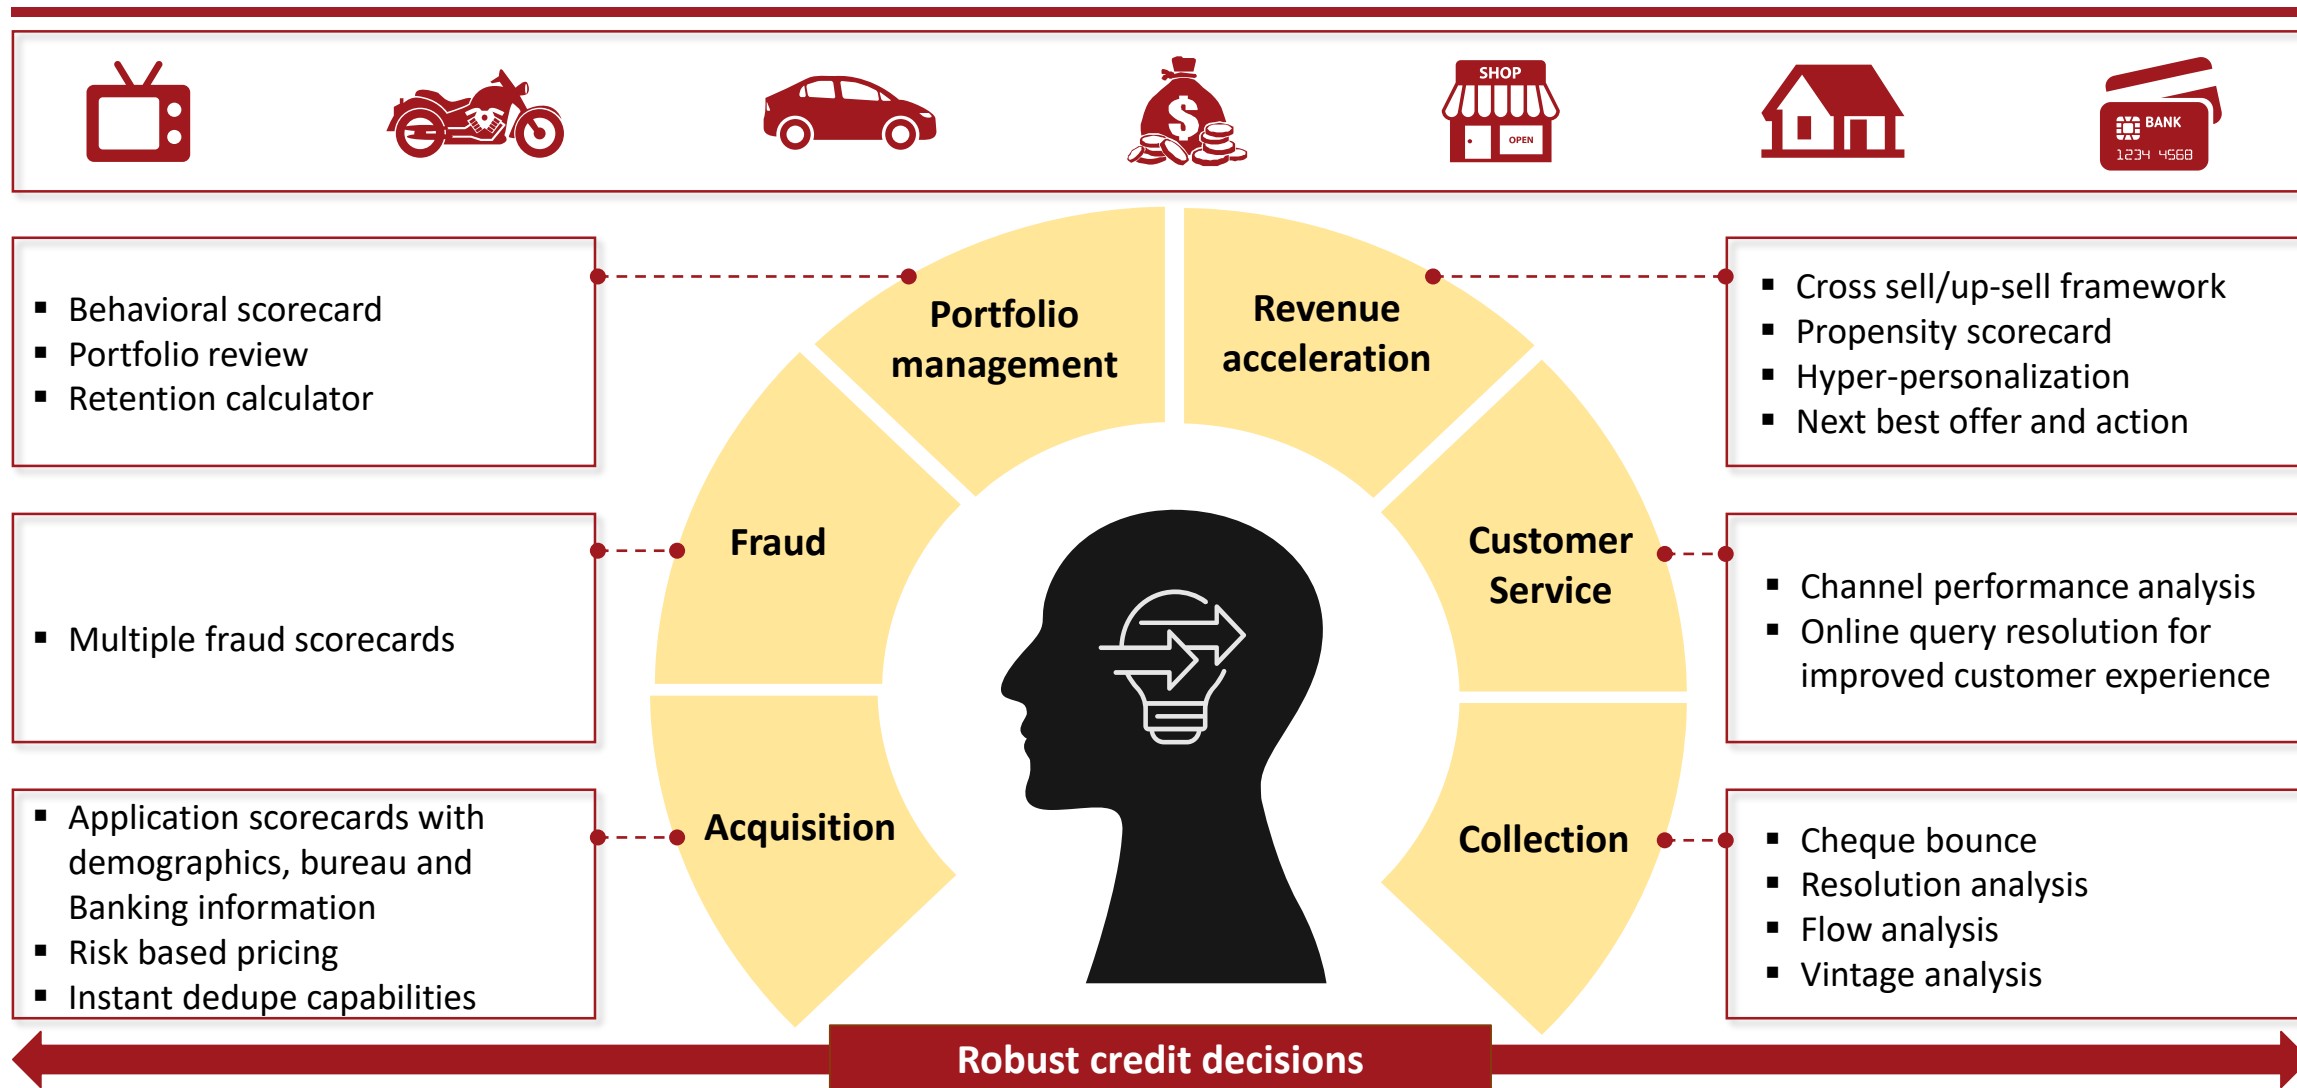 SHOP
OPEN
BANK
1234 4568
▪ Behavioral scorecard
▪ Portfolio review
▪ Retention calculator
Portfolio
management
Revenue
acceleration
▪ Cross sell/up-sell framework
▪ Propensity scorecard
▪ Hyper-personalization
▪ Next best offer and action
▪ Multiple fraud scorecards
Fraud
Customer
Service
▪ Channel performance analysis
▪ Online query resolution for
improved customer experience
▪ Application scorecards with
demographics, bureau and
Banking information
▪ Risk based pricing
▪ Instant dedupe capabilities
Acquisition
Collection
▪ Cheque bounce
▪ Resolution analysis
▪ Flow analysis
▪ Vintage analysis
Robust credit decisions